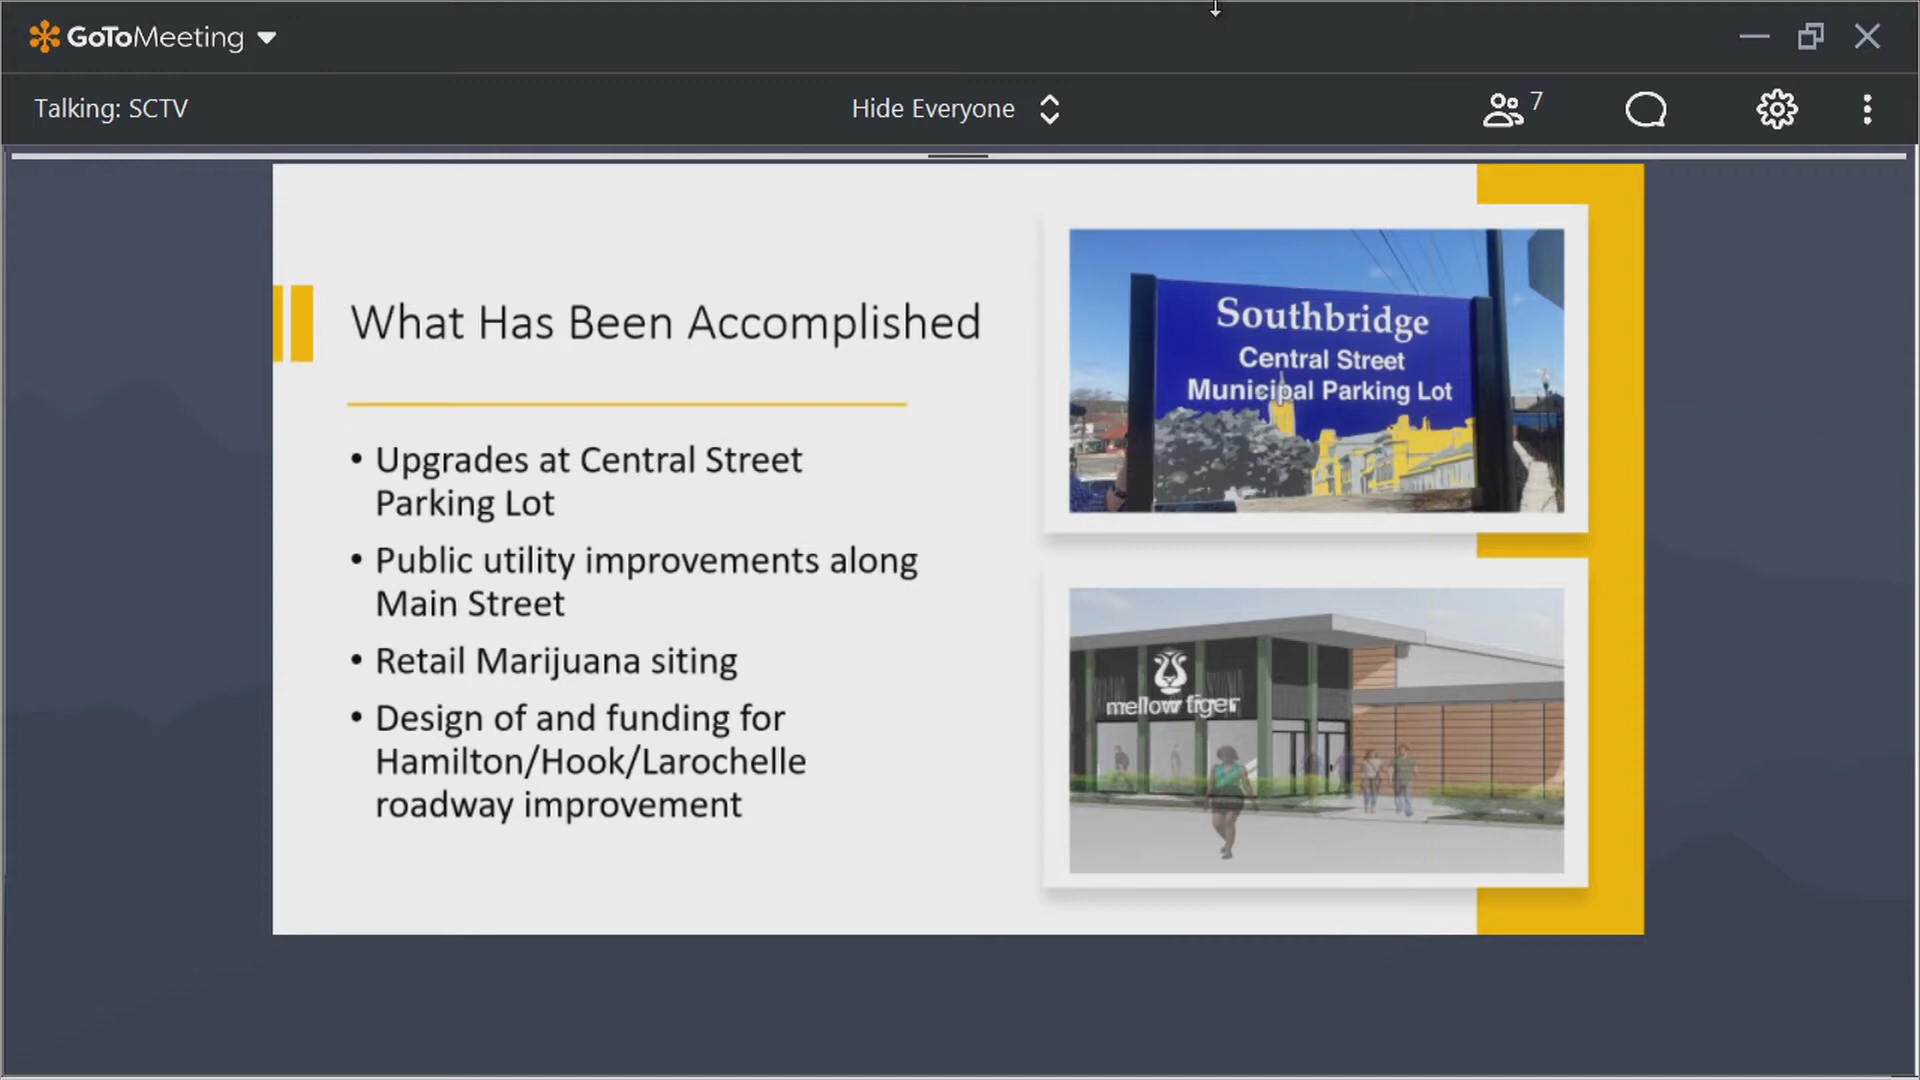 GoToMeeting
Talking: SCTV
Hide Everyone
7
What Has Been Accomplished
• Upgrades at Central Street
Parking Lot
• Public utility improvements along
Main Street
• Retail Marijuana siting
• Design of and funding for
Hamilton/Hook/Larochelle
roadway improvement
Southbridge
Central Street
Municipal Parking Lot
mellow tiger